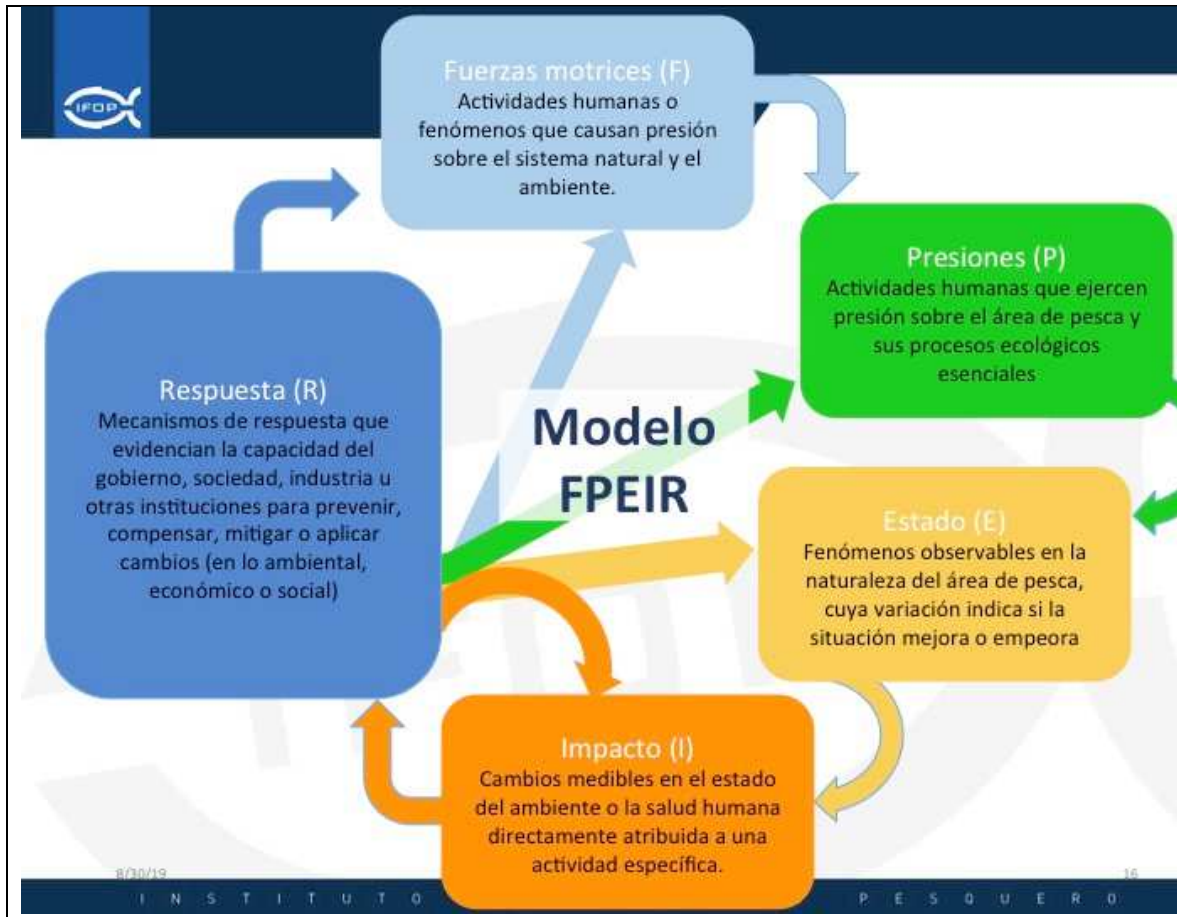 IFOP
Fuerzas motrices (F)
Actividades humanas o
fenómenos que causan presión
sobre el sistema natural y el
ambiente.
Presiones (P)
Actividades humanas que ejercen
presión sobre el área de pesca y
sus procesos ecológicos
esenciales
Respuesta (R)
Mecanismos de respuesta que
evidencian la capacidad del
gobierno, sociedad, industria u
otras instituciones para prevenir,
compensar, mitigar o aplicar
cambios (en lo ambiental,
económico o social)
Modelo
FPEIR
Estado (E)
Fenómenos observables en la
naturaleza del área de pesca,
cuya variación indica si la
situación mejora o empeora
Impacto (I)
Cambios medibles en el estado
del ambiente o la salud humana
directamente atribuida a una
actividad específica.
8/30/19
16
INSTITUTO PESQUERO